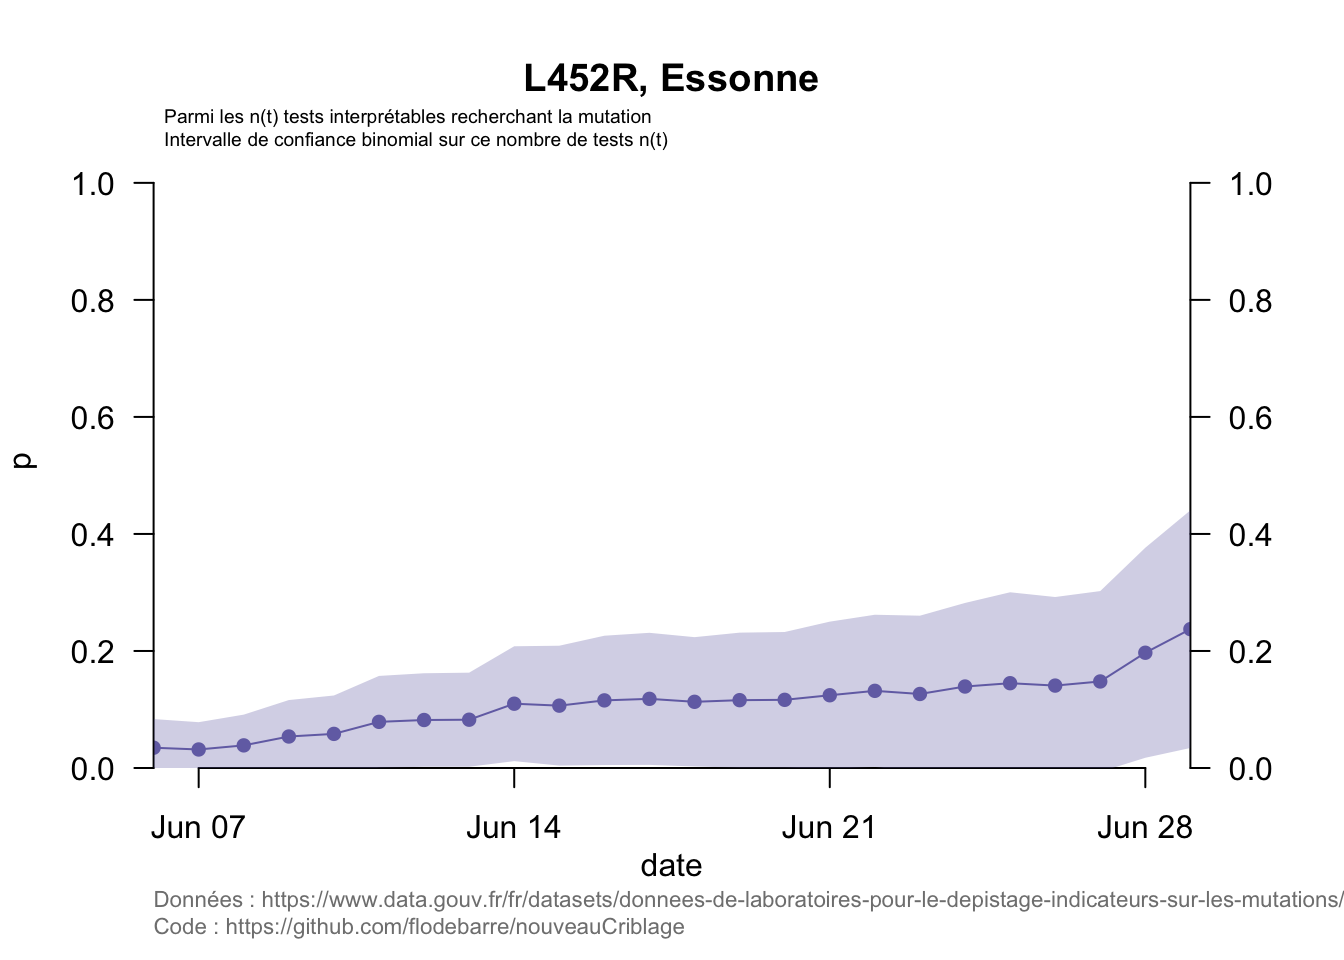 L452R, Essonne
Parmi les n(t) tests interprétables recherchant la mutation
Intervalle de confiance binomial sur ce nombre de tests n(t)
1.0 1.0
0.8 0.8
0.6 0.6
p
0.4 0.4
0.2 0.2
0.0 0.0
Jun 07 Jun 14 Jun 21 Jun 28
date
Données : https://www.data.gouv.fr/fr/datasets/donnees-de-laboratoires-pour-le-depistage-indicateurs-sur-les-mutations/
Code : https://github.com/flodebarre/nouveauCriblage